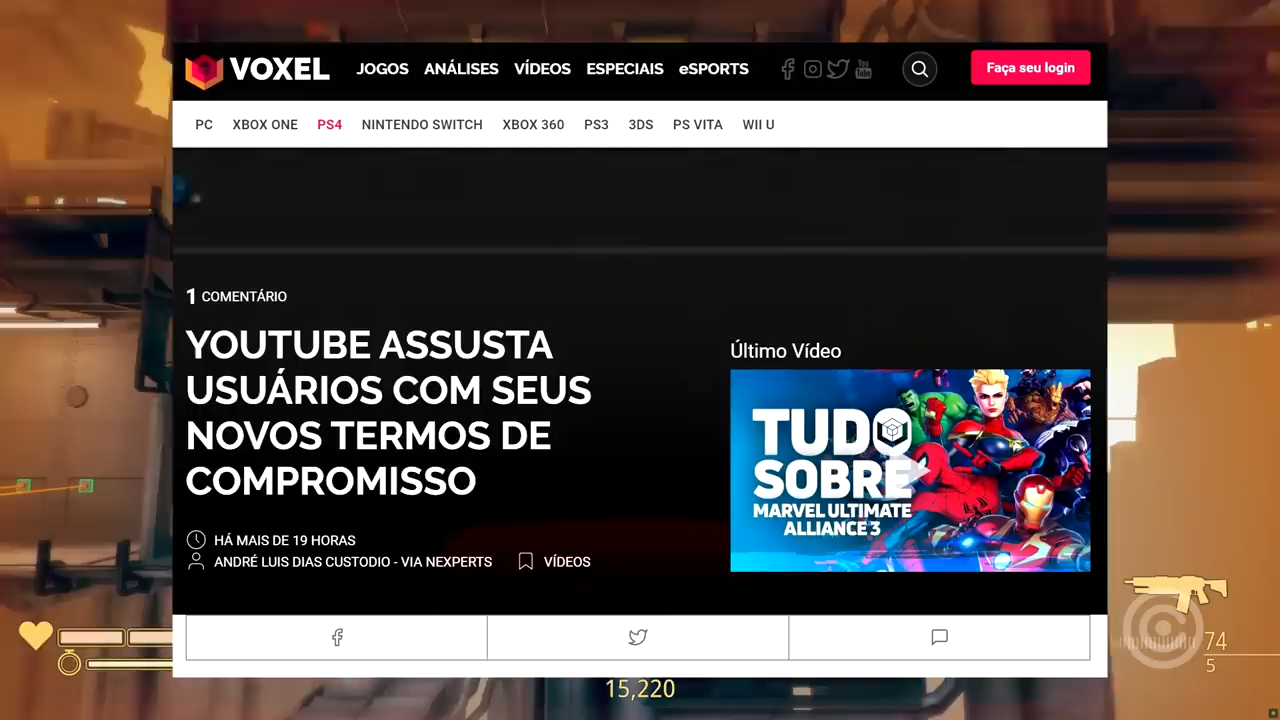 VOXEL JOGOS ANÁLISES VÍDEOS ESPECIAIS eSPORTS You Tube Faça seu login
PC XBOX ONE PS4 NINTENDO SWITCH XBOX 360 PS3 3DS PS VITA WII U
1 COMENTÁRIO
YOUTUBE ASSUSTA
USUÁRIOS COM SEUS
NOVOS TERMOS DE
COMPROMISSO
HÁ MAIS DE 19 HORAS
ANDRÉ LUIS DIAS CUSTODIO - VIA NEXPERTS VÍDEOS
Último Vídeo
TUDO
SOBRE
MARVEL ULTIMATE
ALLIANCE 3
74
5
15,220